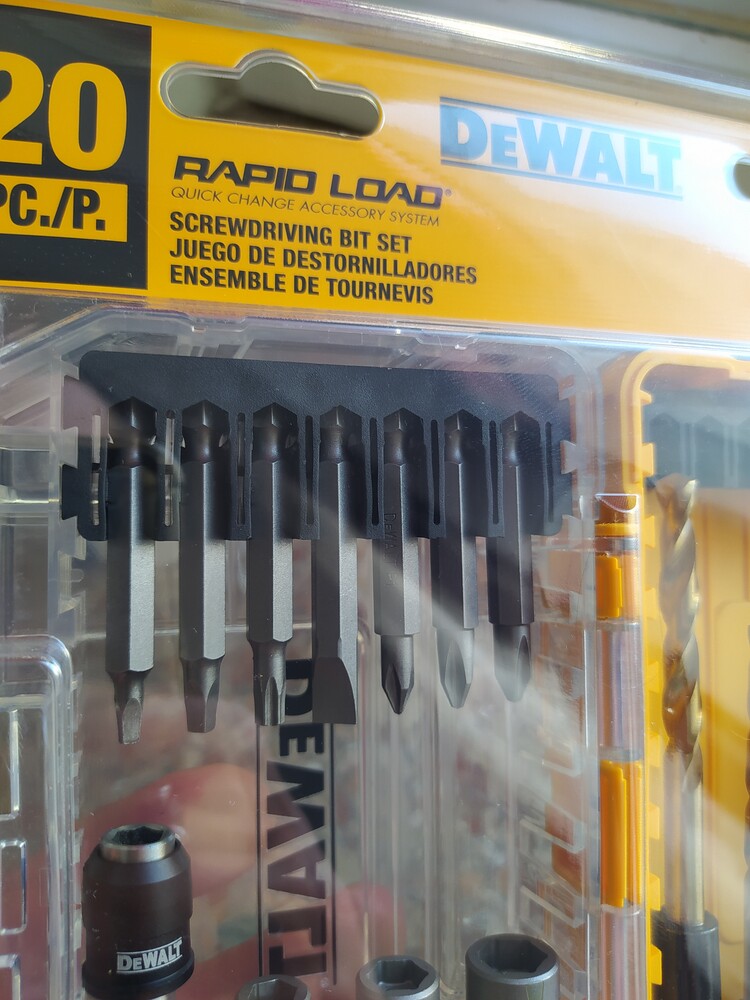 20
PC./P.
DEWALT
RAPID LOAD®
QUICK CHANGE ACCESSORY SYSTEM
SCREWDRIVING BIT SET
JUEGO DE DESTORNILLADORES
ENSEMBLE DE TOURNEVIS
DEWALT
DEWALT